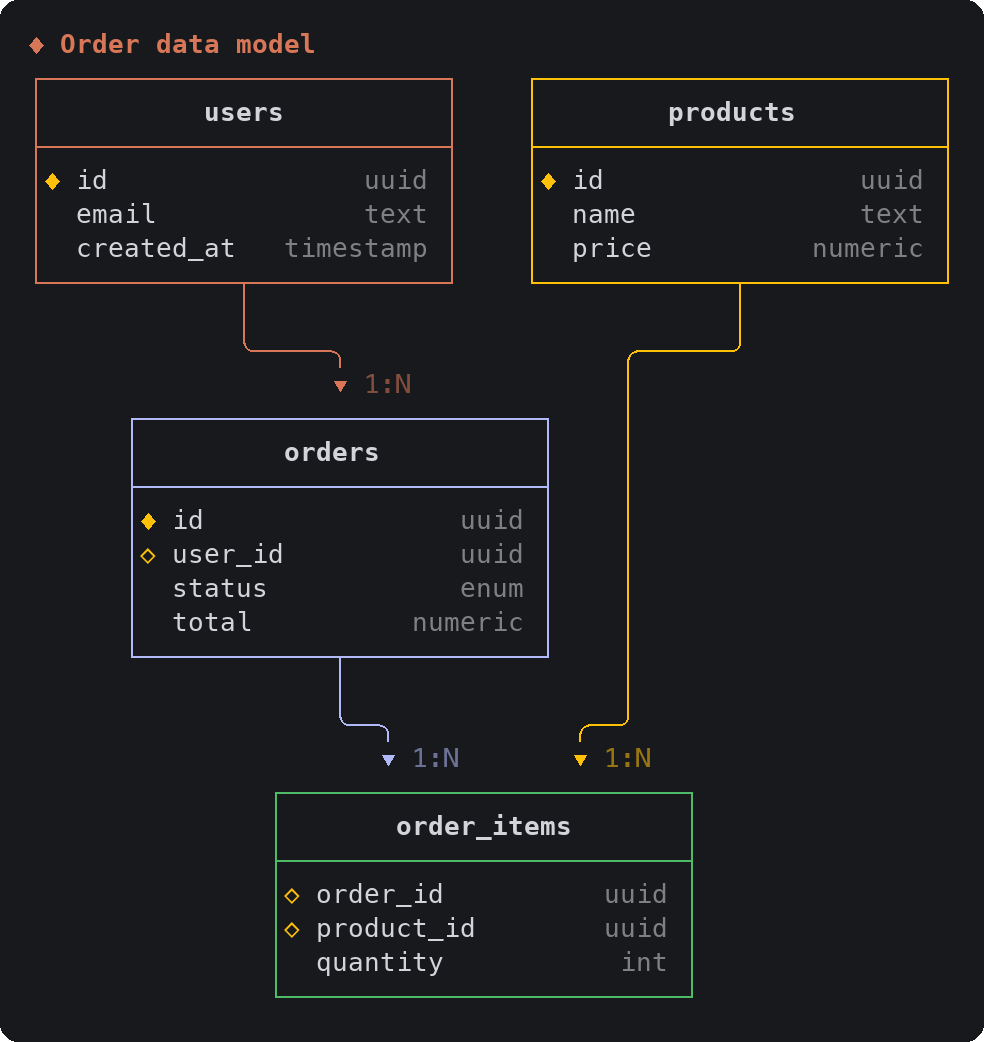 ♦ Order data model
users
♦ id uuid
email text
created_at timestamp
products
♦ id uuid
name text
price numeric
1:N
orders
♦ id uuid
◇ user_id uuid
status enum
total numeric
1:N
1:N
order_items
◇ order_id uuid
◇ product_id uuid
quantity int